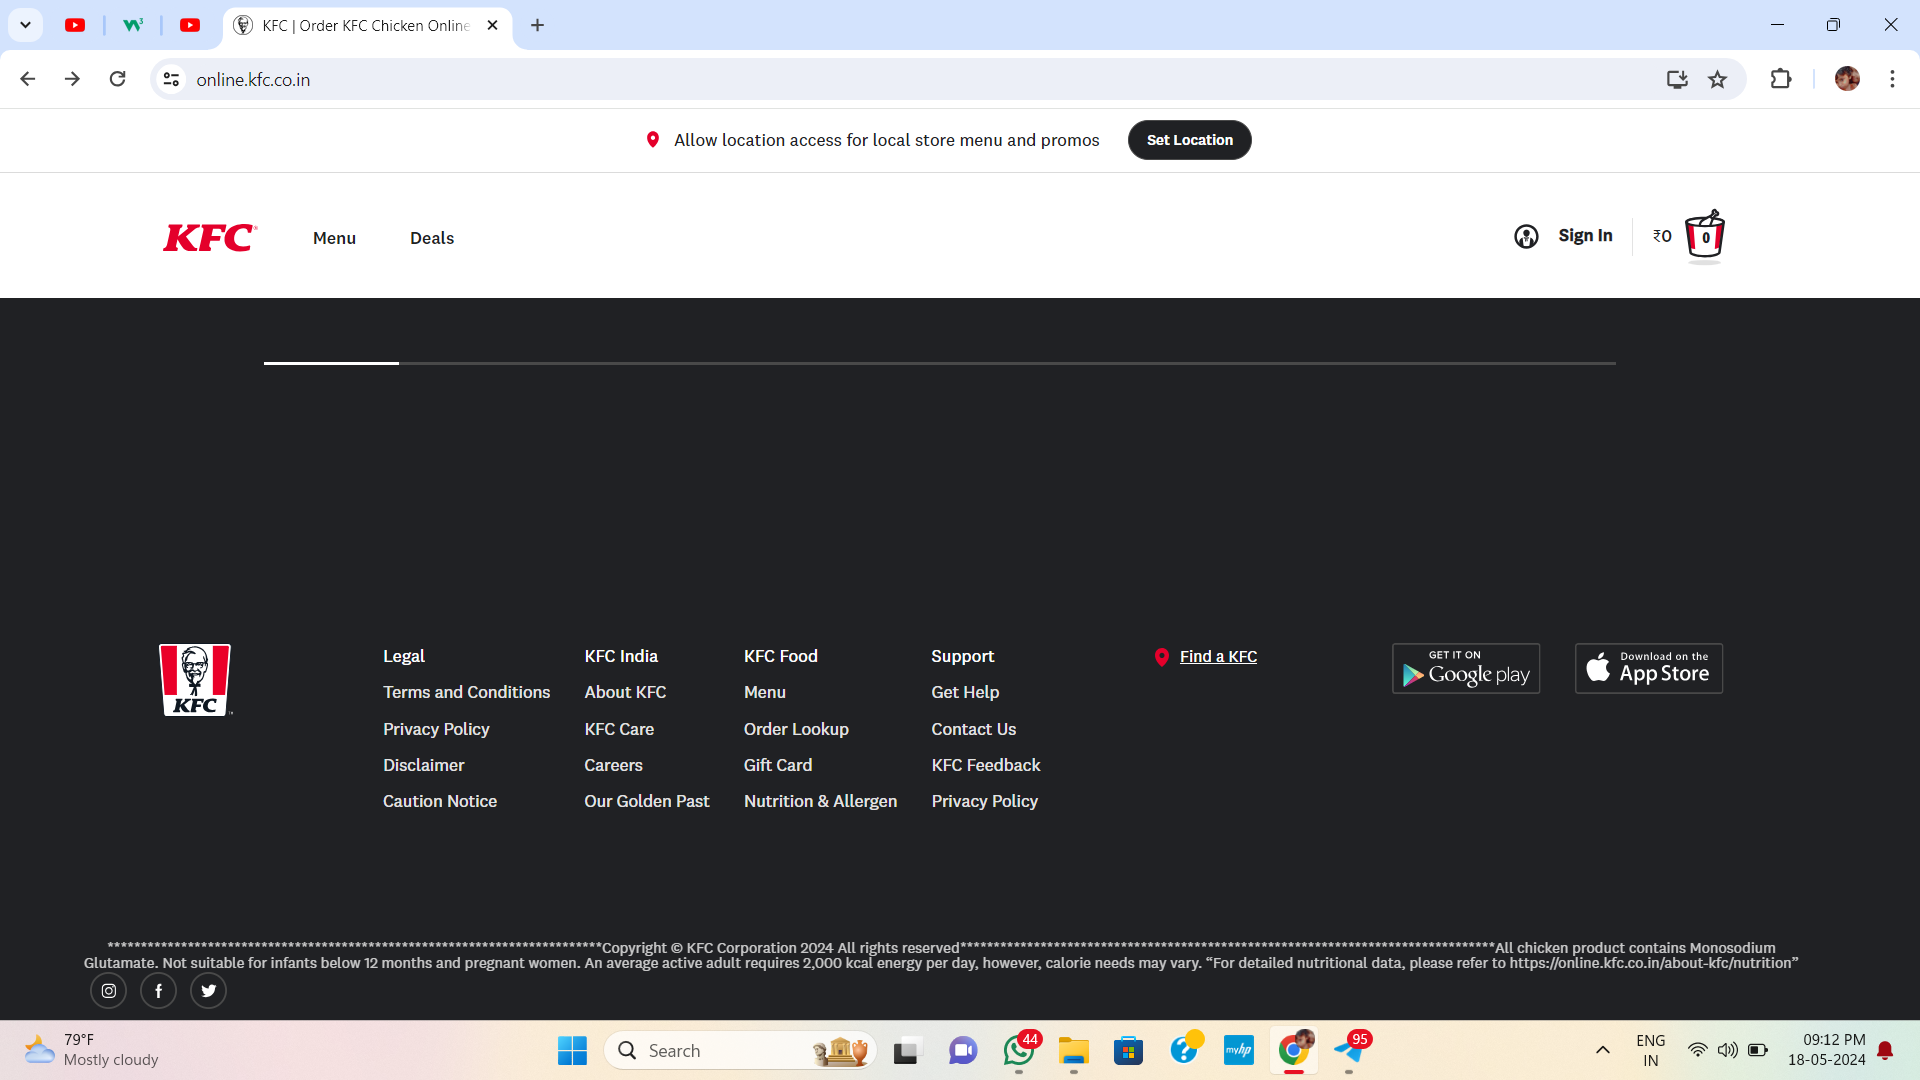 KFC | Order KFC Chicken Online
online.kfc.co.in
Allow location access for local store menu and promos
Set Location
KFC
Menu
Deals
Sign In
₹0
0
KFC
Legal
Terms and Conditions
Privacy Policy
Disclaimer
Caution Notice
KFC India
About KFC
KFC Care
Careers
Our Golden Past
KFC Food
Menu
Order Lookup
Gift Card
Nutrition & Allergen
Support
Get Help
Contact Us
KFC Feedback
Privacy Policy
Find a KFC
GET IT ON
Google play
Download on the
App Store
Copyright © KFC Corporation 2024 All rights reserved All chicken product contains Monosodium
Glutamate. Not suitable for infants below 12 months and pregnant women. An average active adult requires 2,000 kcal energy per day, however, calorie needs may vary. “For detailed nutritional data, please refer to https://online.kfc.co.in/about-kfc/nutrition”
79°F
Mostly cloudy
Search
44
myhp
95
ENG
IN
09:12 PM
18-05-2024